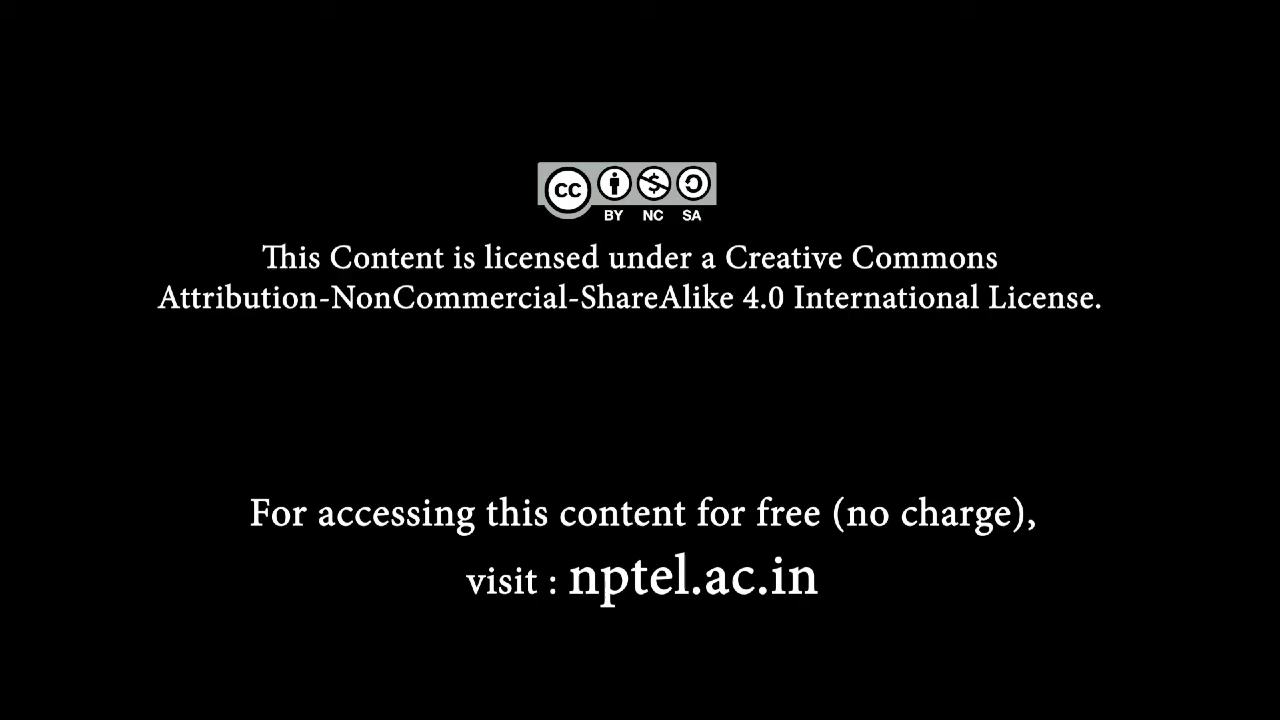 cc
BY NC SA
This Content is licensed under a Creative Commons
Attribution-NonCommercial-ShareAlike 4.0 International License.
For accessing this content for free (no charge),
visit : nptel.ac.in